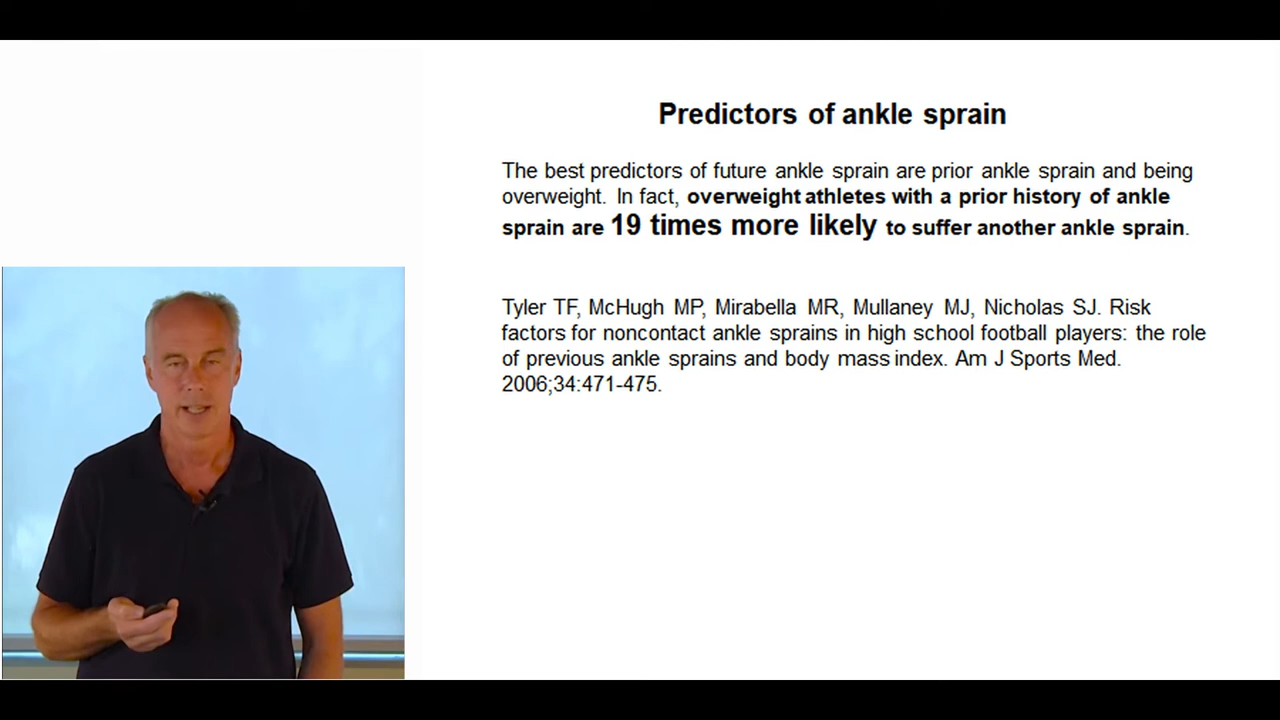 Predictors of ankle sprain
The best predictors of future ankle sprain are prior ankle sprain and being
overweight. In fact, overweight athletes with a prior history of ankle
sprain are 19 times more likely to suffer another ankle sprain.
Tyler TF, McHugh MP, Mirabella MR, Mullaney MJ, Nicholas SJ. Risk
factors for noncontact ankle sprains in high school football players: the role
of previous ankle sprains and body mass index. Am J Sports Med.
2006;34:471-475.